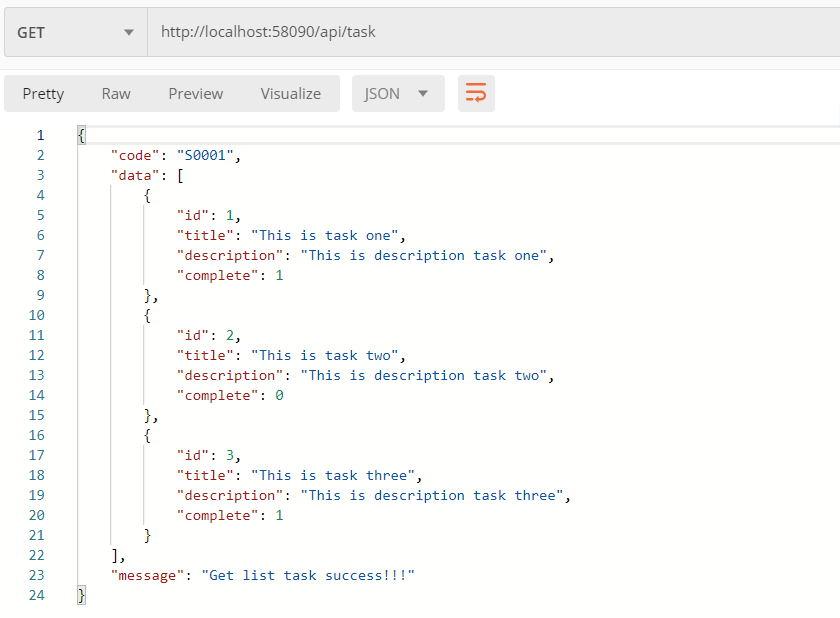 GET http://localhost:58090/api/task
Pretty Raw Preview Visualize JSON
1 {
2 "code": "S0001",
3 "data": [
4 {
5 "id": 1,
6 "title": "This is task one",
7 "description": "This is description task one",
8 "complete": 1
9 },
10 {
11 "id": 2,
12 "title": "This is task two",
13 "description": "This is description task two",
14 "complete": 0
15 },
16 {
17 "id": 3,
18 "title": "This is task three",
19 "description": "This is description task three",
20 "complete": 1
21 }
22 ],
23 "message": "Get list task success!!!"
24 }